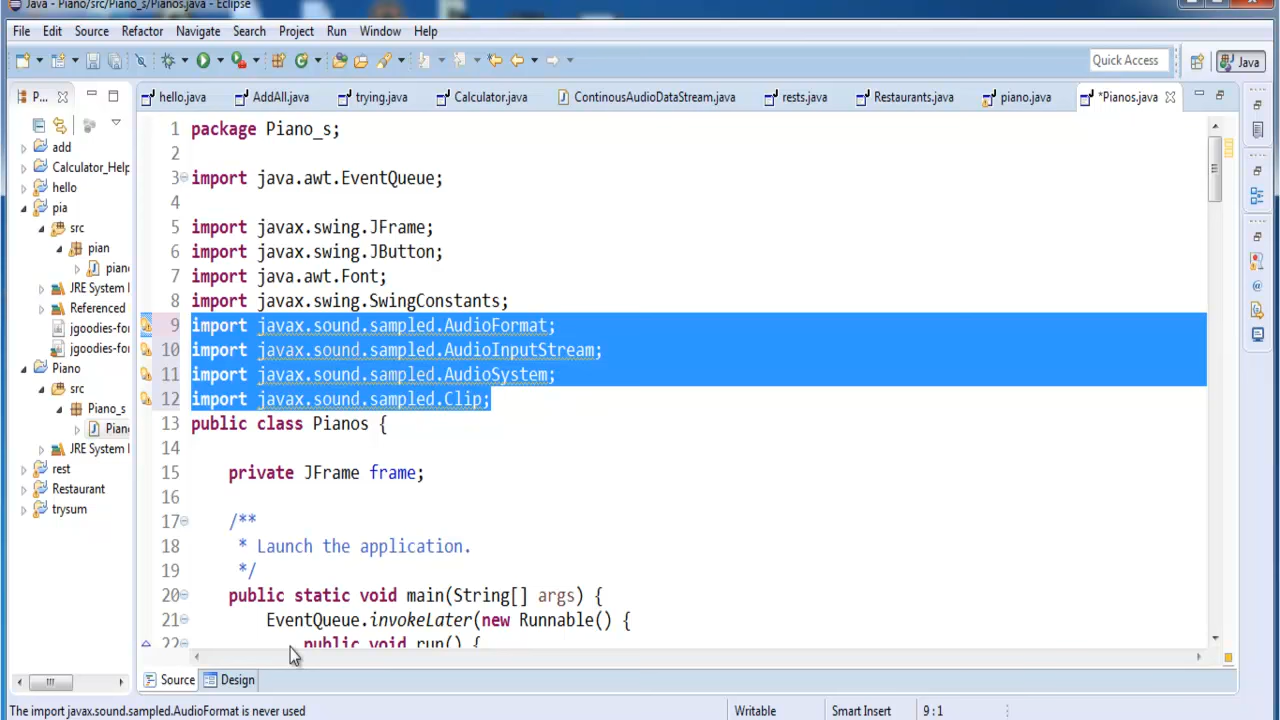 Java - Piano/src/Piano_s/Pianos.java - Eclipse
File Edit Source Refactor Navigate Search Project Run Window Help
Quick Access
Java
P...
hello.java AddAll.java trying.java Calculator.java ContinousAudioDataStream.java rests.java Restaurants.java piano.java *Pianos.java
add
Calculator_Help
hello
pia
src
pian
piano
JRE System l
Referenced
jgoodies-for
jgoodies-for
Piano
src
Piano_s
Piano
JRE System l
rest
Restaurant
trysum
1 package Piano_s;
2
3 import java.awt.EventQueue;
4
5 import javax.swing.JFrame;
6 import javax.swing.JButton;
7 import java.awt.Font;
8 import javax.swing.SwingConstants;
9 import javax.sound.sampled.AudioFormat;
10 import javax.sound.sampled.AudioInputStream;
11 import javax.sound.sampled.AudioSystem;
12 import javax.sound.sampled.Clip;
13 public class Pianos {
14
15 private JFrame frame;
16
17 /**
18 * Launch the application.
19 */
20 public static void main(String[] args) {
21 EventQueue.invokeLater(new Runnable() {
22 public void run() {
Source Design
The import javax.sound.sampled.AudioFormat is never used
Writable Smart Insert 9 : 1